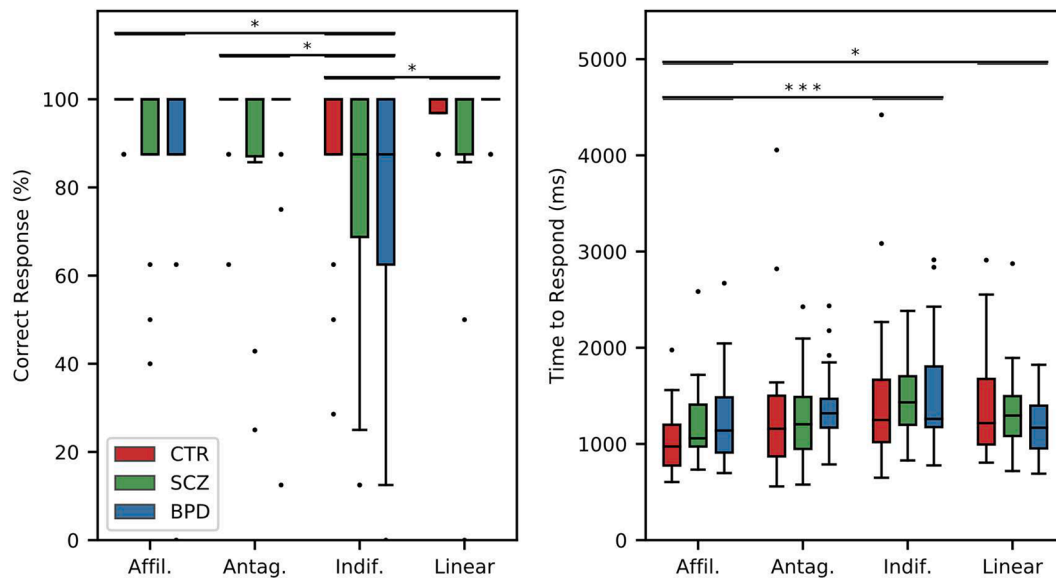 *
*
*
100
80
60
40
20
0
Correct Response (%)
CTR
SCZ
BPD
Affil.
Antag.
Indif.
Linear
*
* * *
5000
4000
3000
2000
1000
0
Time to Respond (ms)
Affil.
Antag.
Indif.
Linear